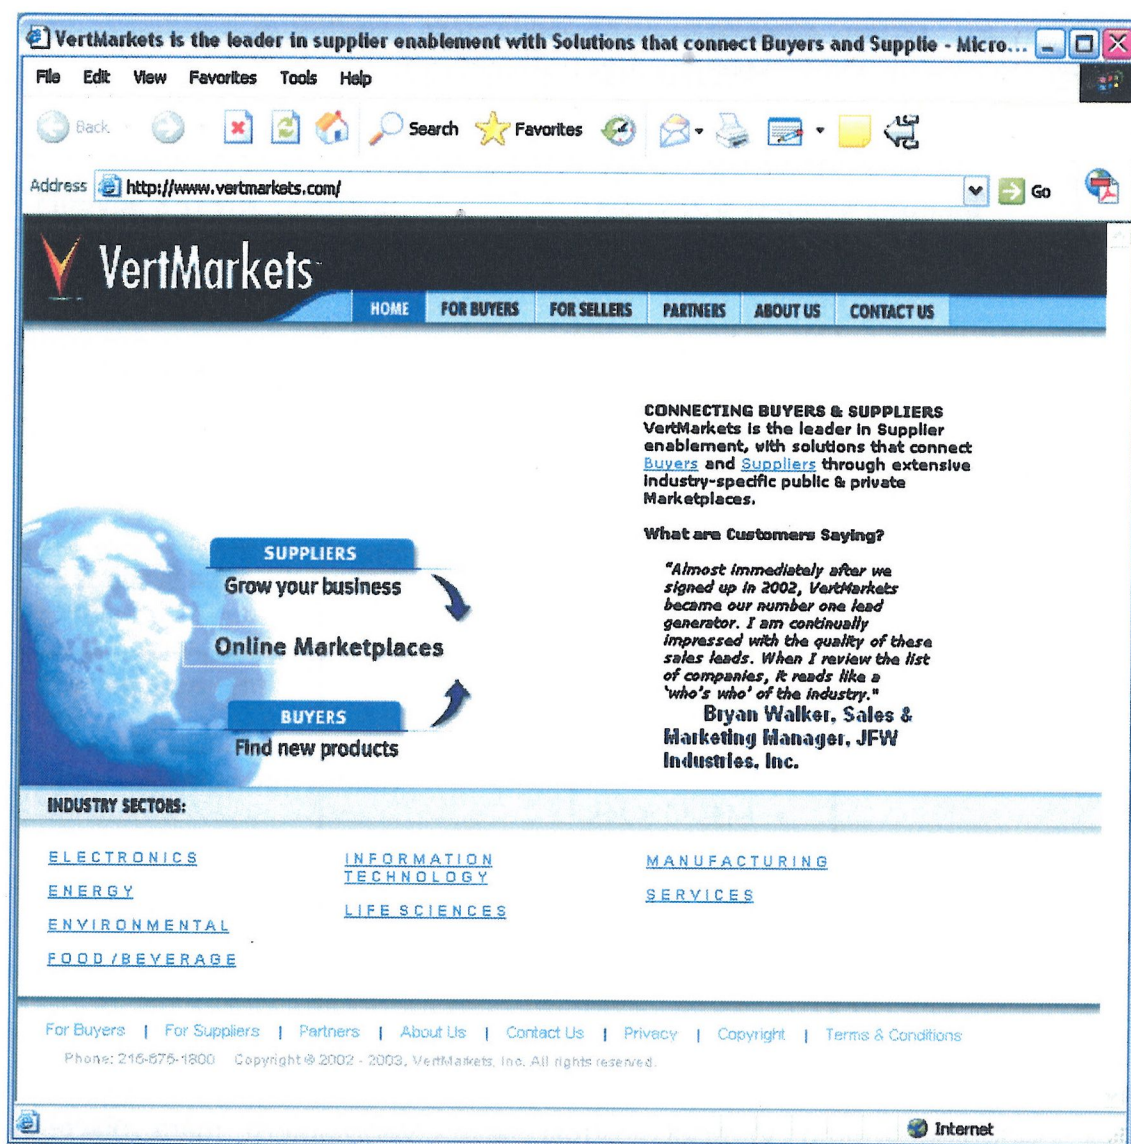 VertMarkets is the leader in supplier enablement with Solutions that connect Buyers and Supplie - Micro...
File Edit View Favorites Tools Help
Back Search Favorites
Address http://www.vertmarkets.com/ Go
VertMarkets
HOME FOR BUYERS FOR SELLERS PARTNERS ABOUT US CONTACT US
CONNECTING BUYERS & SUPPLIERS
VertMarkets is the leader in Supplier
enablement, with solutions that connect
Buyers and Suppliers through extensive
industry-specific public & private
Marketplaces.
What are Customers Saying?
"Almost immediately after we
signed up in 2002, VertMarkets
became our number one lead
generator. I am continually
impressed with the quality of these
sales leads. When I review the list
of companies, it reads like a
'who's who' of the industry."
Bryan Walker, Sales &
Marketing Manager, JFW
Industries, Inc.
SUPPLIERS
Grow your business
Online Marketplaces
BUYERS
Find new products
INDUSTRY SECTORS:
ELECTRONICS
ENERGY
ENVIRONMENTAL
FOOD/BEVERAGE
INFORMATION
TECHNOLOGY
LIFE SCIENCES
MANUFACTURING
SERVICES
For Buyers | For Suppliers | Partners | About Us | Contact Us | Privacy | Copyright | Terms & Conditions
Phone: Copyright © 2002 - 2003, VertMarkets, Inc. All rights reserved.
Internet